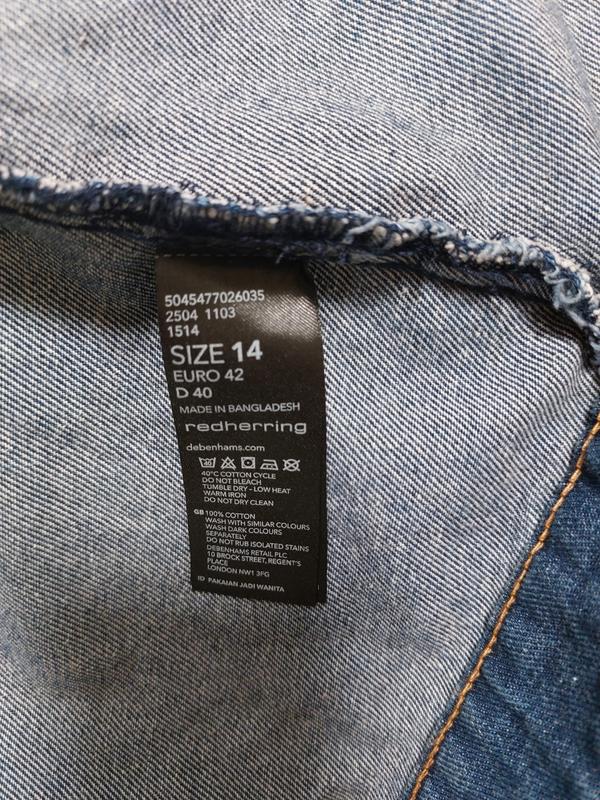 5045477026035
2504 1103
1514
SIZE 14
EURO 42
D 40
MADE IN BANGLADESH
redherring
debenhams.com
40
40°C COTTON CYCLE
DO NOT BLEACH
TUMBLE DRY - LOW HEAT
WARM IRON
DO NOT DRY CLEAN
GB 100% COTTON
WASH WITH SIMILAR COLOURS
WASH DARK COLOURS
SEPARATELY
DO NOT RUB ISOLATED STAINS
DEBENHAMS RETAIL PLC
10 BROCK STREET, REGENT'S
PLACE
LONDON NW1 3FG
ID PAKAIAN JADI WANITA